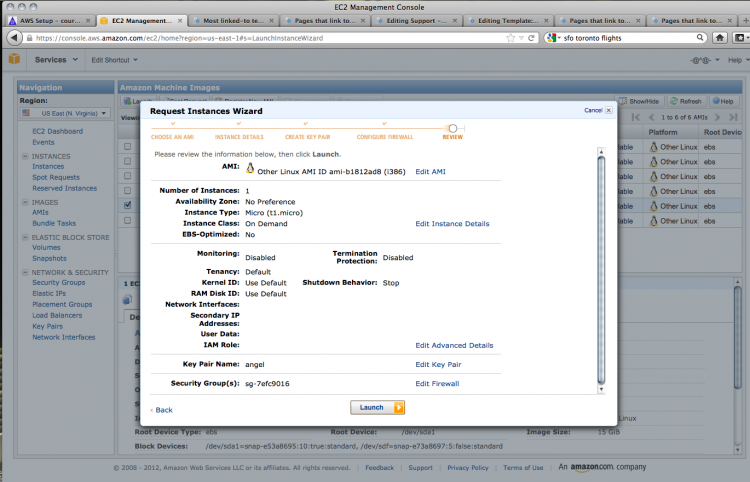 EC2 Management Console
AWS Setup – cour...
EC2 Management...
Most linked-to te...
Pages that link to...
Editing Support – ...
Editing Template:...
Pages that link to...
Pages that link to...
https://console.aws.amazon.com/ec2/home?region=us-east-1#s=LaunchInstanceWizard
sfo toronto flights
Services
Edit Shortcut
Help
Navigation
Amazon Machine Images
Region:
US East (N. Virginia)
Show/Hide
Refresh
Help
Viewing
1 to 6 of 6 AMIs
EC2 Dashboard
Events
INSTANCES
Instances
Spot Requests
Reserved Instances
IMAGES
AMIs
Bundle Tasks
ELASTIC BLOCK STORE
Volumes
Snapshots
NETWORK & SECURITY
Security Groups
Elastic IPs
Placement Groups
Load Balancers
Key Pairs
Network Interfaces
Platform
Root Devic
Other Linux
ebs
Other Linux
ebs
Other Linux
ebs
Other Linux
ebs
Other Linux
ebs
Other Linux
ebs
Request Instances Wizard
Cancel
CHOOSE AN AMI
INSTANCE DETAILS
CREATE KEY PAIR
CONFIGURE FIREWALL
REVIEW
Please review the information below, then click Launch.
AMI: Other Linux AMI ID ami-b1812ad8 (i386) Edit AMI
Number of Instances: 1
Availability Zone: No Preference
Instance Type: Micro (t1.micro)
Instance Class: On Demand Edit Instance Details
EBS-Optimized: No
Monitoring: Disabled Termination Protection: Disabled
Tenancy: Default
Kernel ID: Use Default Shutdown Behavior: Stop
RAM Disk ID: Use Default
Network Interfaces:
Secondary IP Addresses:
User Data:
IAM Role: Edit Advanced Details
Key Pair Name: angel Edit Key Pair
Security Group(s): sg-7efc9016 Edit Firewall
Back
Launch
1 EC2
Linux
Root Device Type: ebs Root Device: /dev/sda1 Image Size: 15 GiB
Block Devices: /dev/sda1=snap-e53a8695:10:true:standard, /dev/sdf=snap-e73a8697:5:false:standard
© 2008 - 2012, Amazon Web Services LLC or its affiliates. All rights reserved. | Feedback | Support | Privacy Policy | Terms of Use | An amazon.com. company